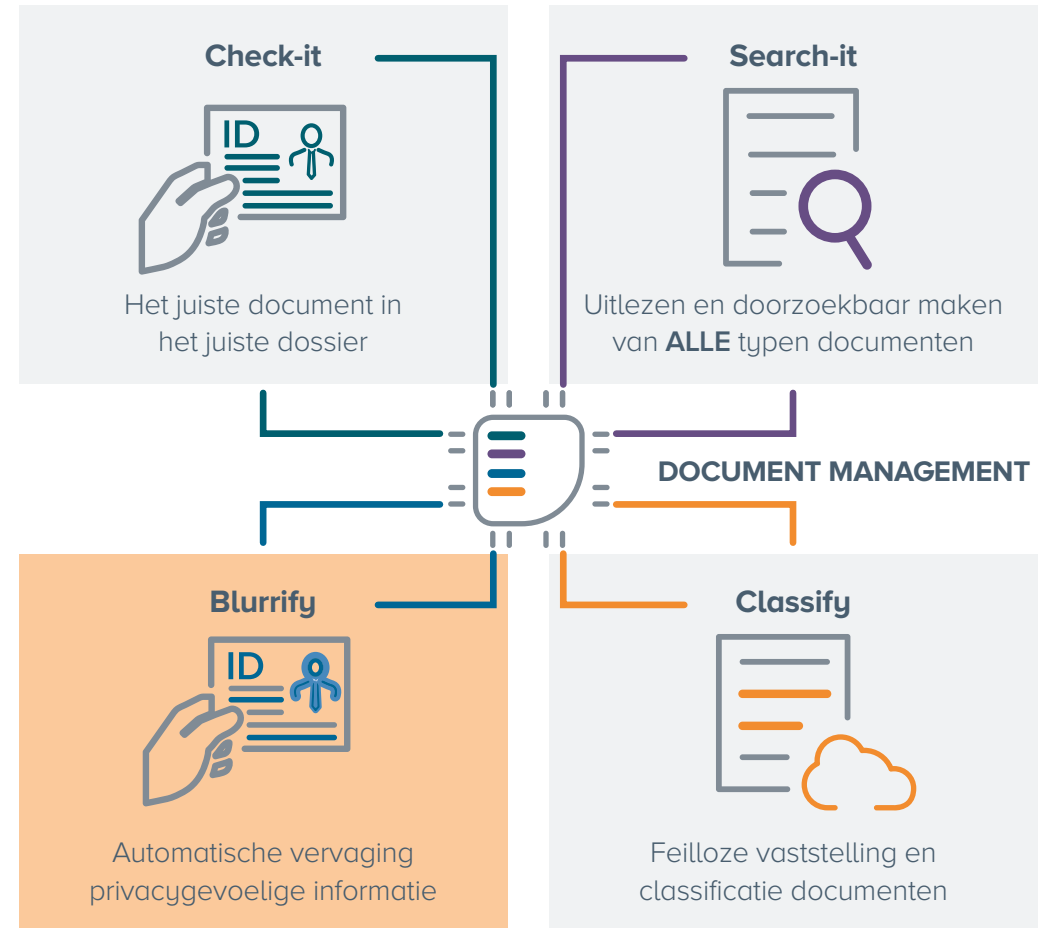 Check-it
ID
Het juiste document in
het juiste dossier
Search-it
Uitlezen en doorzoekbaar maken
van ALLE typen documenten
DOCUMENT MANAGEMENT
Blurrify
ID
Automatische vervaging
privacygevoelige informatie
Classify
Feilloze vaststelling en
classificatie documenten